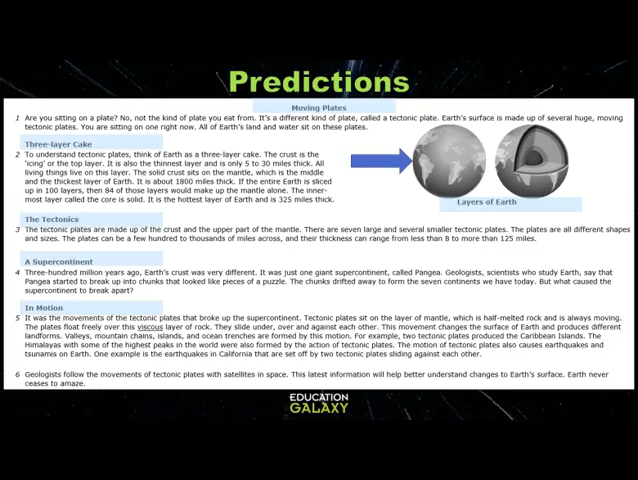 Predictions
Moving Plates
1 Are you sitting on a plate? No, not the kind of plate you eat from. It's a different kind of plate, called a tectonic plate. Earth's surface is made up of several huge, moving
tectonic plates. You are sitting on one right now. All of Earth's land and water sit on these plates.
Three-layer Cake
2 To understand tectonic plates, think of Earth as a three-layer cake. The crust is the
'icing' or the top layer. It is also the thinnest layer and is only 5 to 30 miles thick. All
living things live on this layer. The solid crust sits on the mantle, which is the middle
and the thickest layer of Earth. It is about 1800 miles thick. If the entire Earth is sliced
up in 100 layers, then 84 of those layers would make up the mantle alone. The inner-
most layer called the core is solid. It is the hottest layer of Earth and is 325 miles thick.
Layers of Earth
The Tectonics
3 The tectonic plates are made up of the crust and the upper part of the mantle. There are seven large and several smaller tectonic plates. The plates are all different shapes
and sizes. The plates can be a few hundred to thousands of miles across, and their thickness can range from less than 8 to more than 125 miles.
A Supercontinent
4 Three-hundred million years ago, Earth's crust was very different. It was just one giant supercontinent, called Pangea. Geologists, scientists who study Earth, say that
Pangea started to break up into chunks that looked like pieces of a puzzle. The chunks drifted away to form the seven continents we have today. But what caused the
supercontinent to break apart?
In Motion
5 It was the movements of the tectonic plates that broke up the supercontinent. Tectonic plates sit on the layer of mantle, which is half-melted rock and is always moving.
The plates float freely over this viscous layer of rock. They slide under, over and against each other. This movement changes the surface of Earth and produces different
landforms. Valleys, mountain chains, islands, and ocean trenches are formed by this motion. For example, two tectonic plates produced the Caribbean Islands. The
Himalayas with some of the highest peaks in the world were also formed by the action of tectonic plates. The motion of tectonic plates also causes earthquakes and
tsunamis on Earth. One example is the earthquakes in California that are set off by two tectonic plates sliding against each other.
6 Geologists follow the movements of tectonic plates with satellites in space. This latest information will help better understand changes to Earth's surface. Earth never
ceases to amaze.
EDUCATION
GALAXY